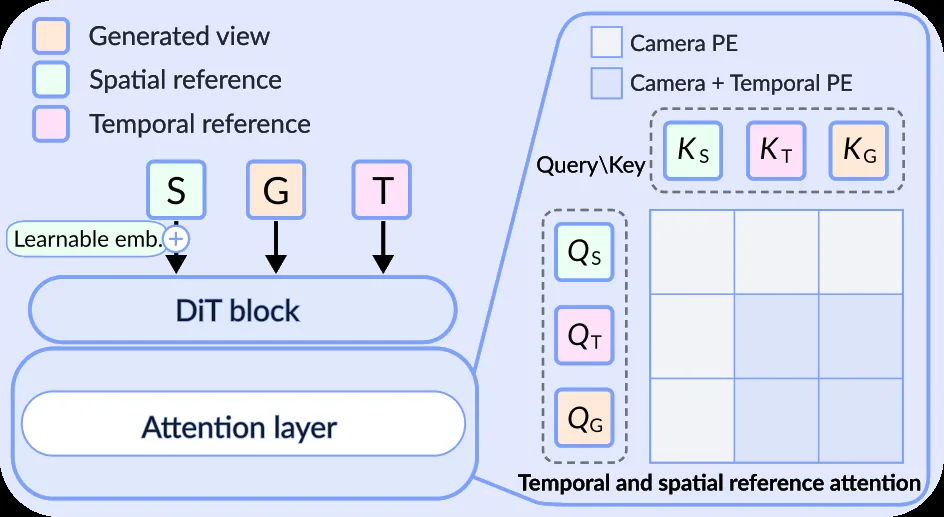 Generated view
Spatial reference
Temporal reference
S
G
T
Learnable emb.
+
DiT block
Attention layer
Camera PE
Camera + Temporal PE
Query\Key
K_S
K_T
K_G
Q_S
Q_T
Q_G
Temporal and spatial reference attention